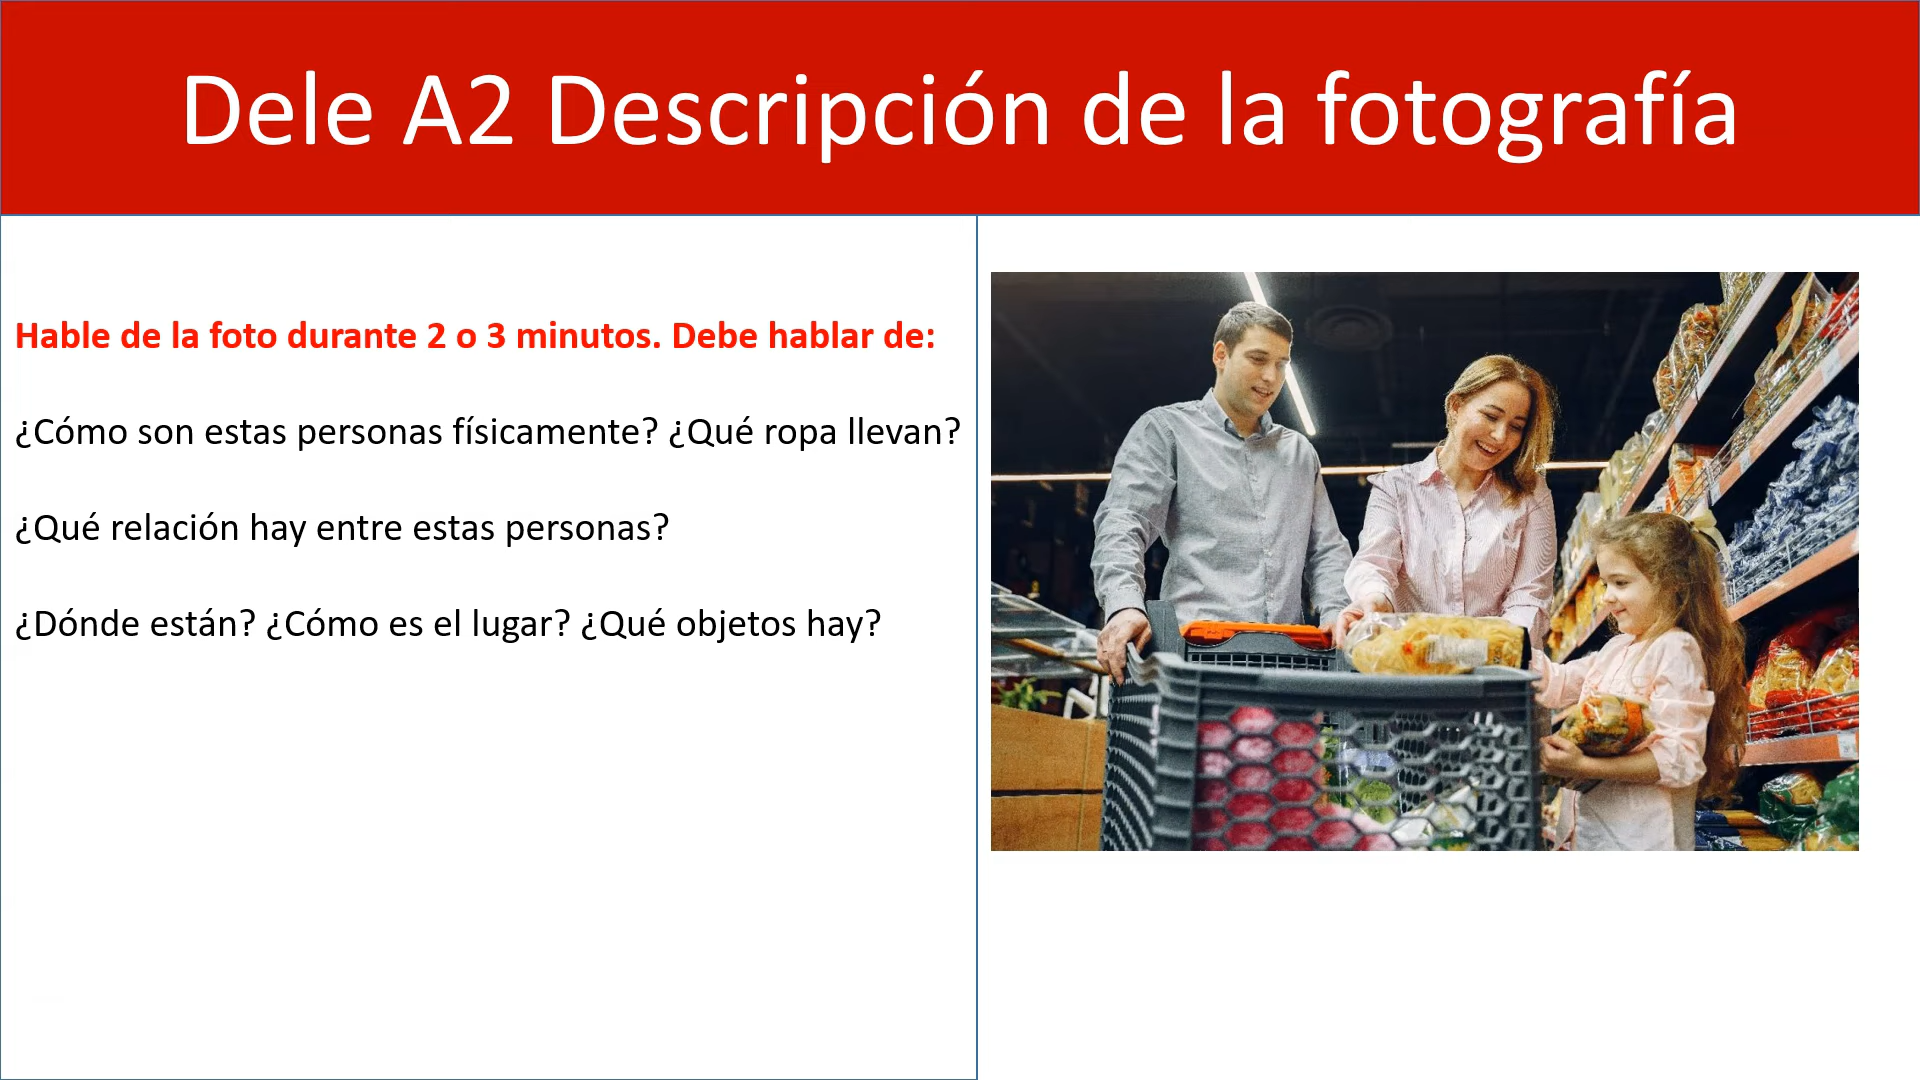 Dele A2 Descripción de la fotografía
Hable de la foto durante 2 o 3 minutos. Debe hablar de:
¿Cómo son estas personas físicamente? ¿Qué ropa llevan?
¿Qué relación hay entre estas personas?
¿Dónde están? ¿Cómo es el lugar? ¿Qué objetos hay?